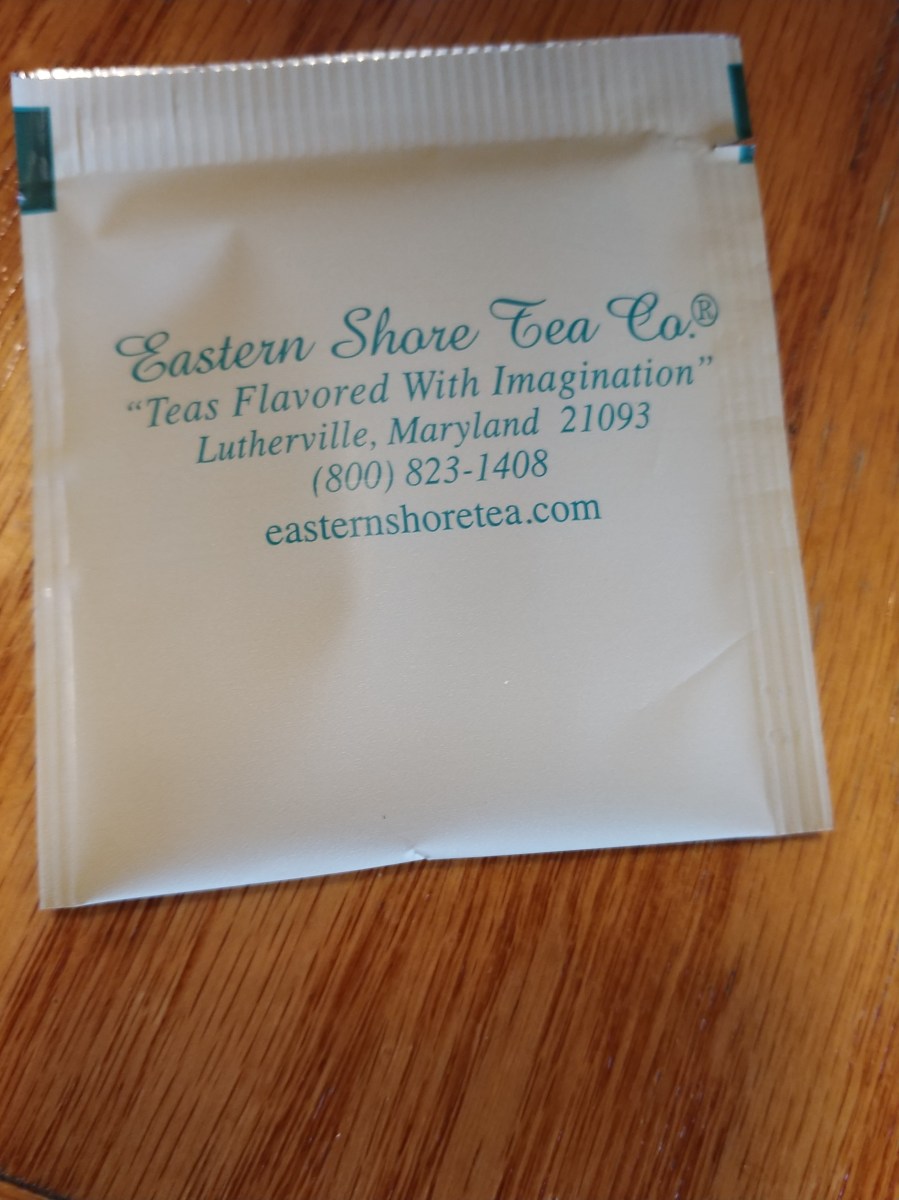 Eastern Shore Tea Co.®
“Teas Flavored With Imagination”
Lutherville, Maryland 21093
(800) 823-1408
easternshoretea.com